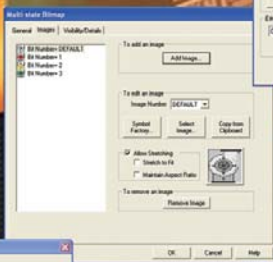 Multi-state Bitmap
General Images Visibility/Details
Bit Number= DEFAULT
Bit Number= 1
Bit Number= 2
Bit Number= 3
To add an image
Add Image...
To edit an image
Image Number DEFAULT
Symbol Factory...
Select Image...
Copy from Clipboard
Allow Stretching
Stretch to Fit
Maintain Aspect Ratio
To remove an image
Remove Image
OK Cancel Help